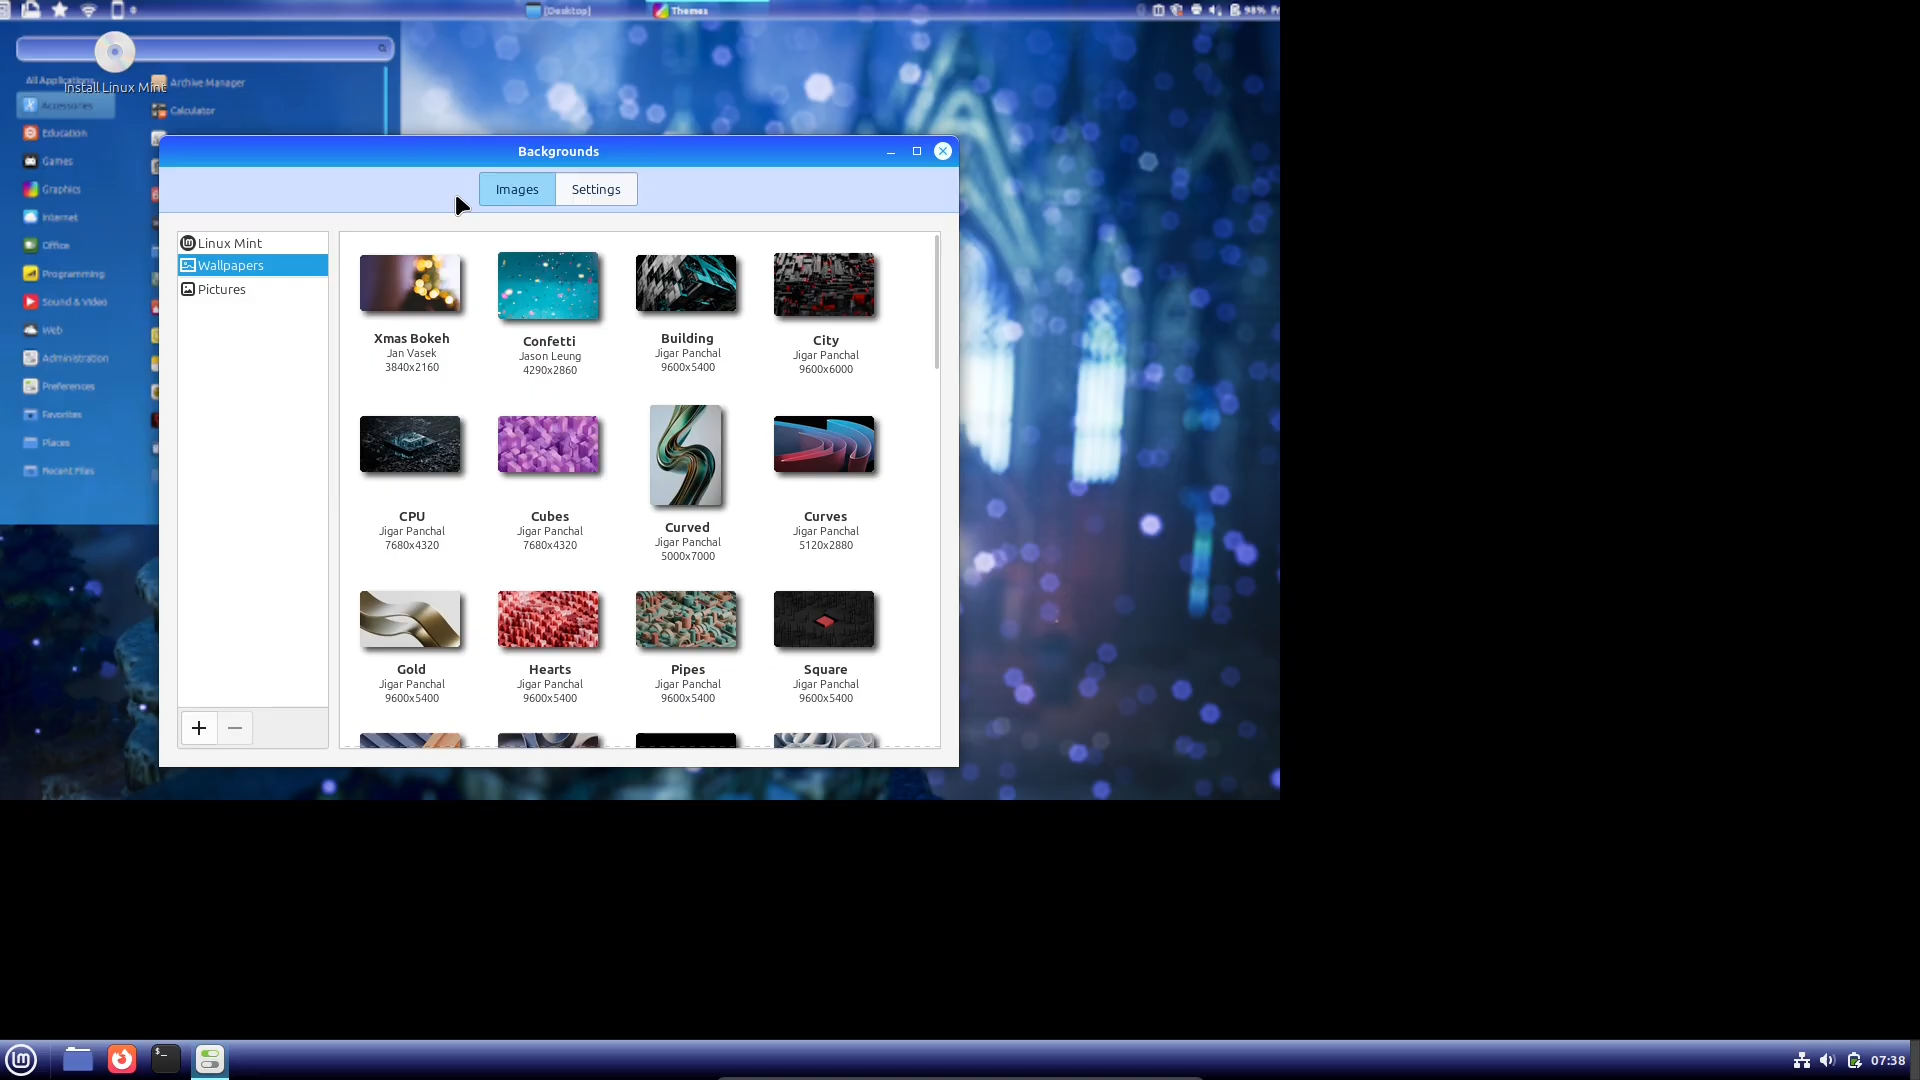 [Desktop]
Themes
98%
All Applications
Install Linux Mint
Archive Manager
Accessories
Calculator
Education
Games
Graphics
Internet
Office
Programming
Sound & Video
Web
Administration
Preferences
Favorites
Places
Recent Files
Backgrounds
Images
Settings
Linux Mint
Wallpapers
Pictures
Xmas Bokeh
Jan Vasek
3840x2160
Confetti
Jason Leung
4290x2860
Building
Jigar Panchal
9600x5400
City
Jigar Panchal
9600x6000
CPU
Jigar Panchal
7680x4320
Cubes
Jigar Panchal
7680x4320
Curved
Jigar Panchal
5000x7000
Curves
Jigar Panchal
5120x2880
Gold
Jigar Panchal
9600x5400
Hearts
Jigar Panchal
9600x5400
Pipes
Jigar Panchal
9600x5400
Square
Jigar Panchal
9600x5400
07:38